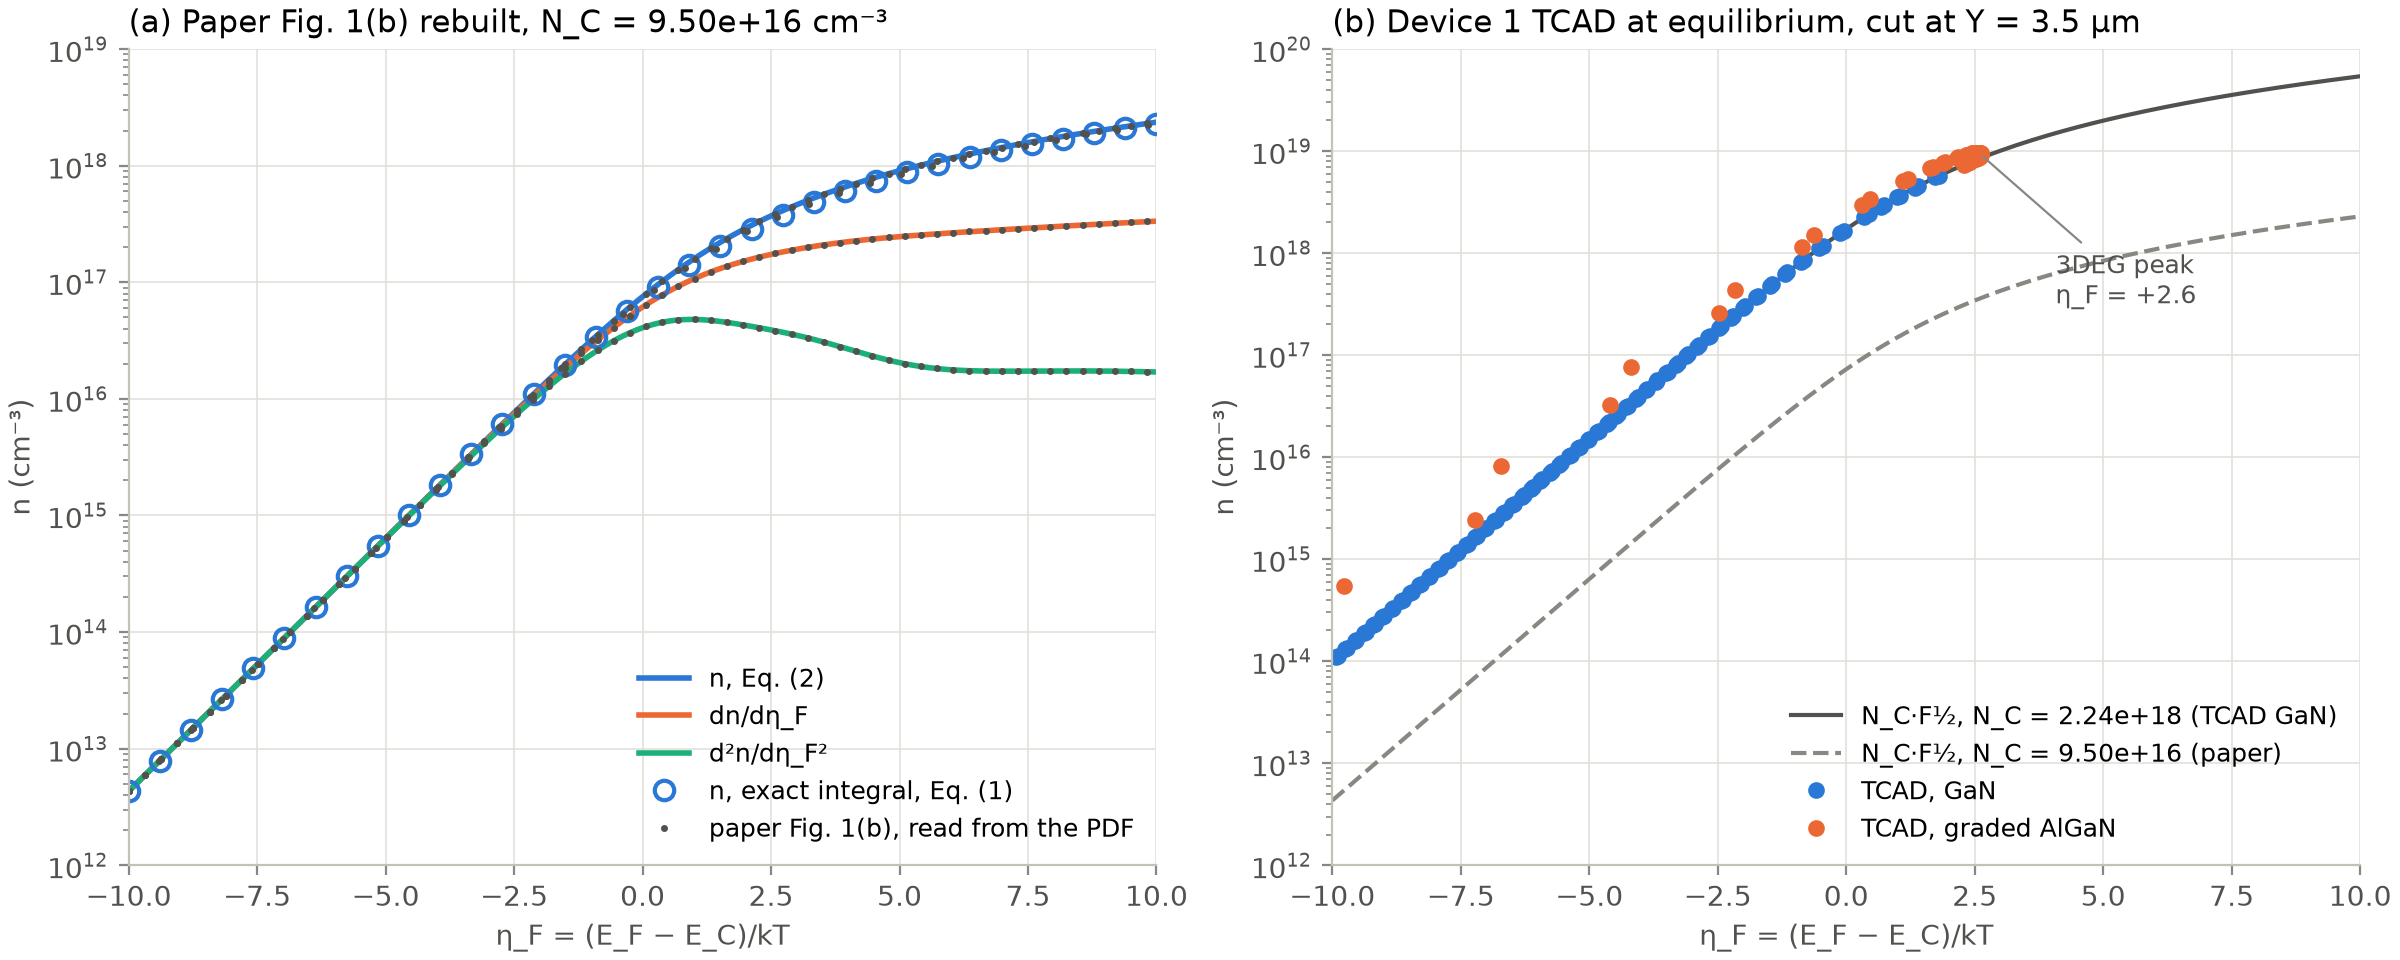 (a) Paper Fig. 1(b) rebuilt, N_C = 9.50e+16 cm⁻³
n (cm⁻³)
10¹⁹
10¹⁸
10¹⁷
10¹⁶
10¹⁵
10¹⁴
10¹³
10¹²
n, Eq. (2)
dn/dη_F
d²n/dη_F²
n, exact integral, Eq. (1)
paper Fig. 1(b), read from the PDF
−10.0 −7.5 −5.0 −2.5 0.0 2.5 5.0 7.5 10.0
η_F = (E_F − E_C)/kT
(b) Device 1 TCAD at equilibrium, cut at Y = 3.5 μm
n (cm⁻³)
10²⁰
10¹⁹
10¹⁸
10¹⁷
10¹⁶
10¹⁵
10¹⁴
10¹³
10¹²
3DEG peak
η_F = +2.6
N_C·F½, N_C = 2.24e+18 (TCAD GaN)
N_C·F½, N_C = 9.50e+16 (paper)
TCAD, GaN
TCAD, graded AlGaN
−10.0 −7.5 −5.0 −2.5 0.0 2.5 5.0 7.5 10.0
η_F = (E_F − E_C)/kT